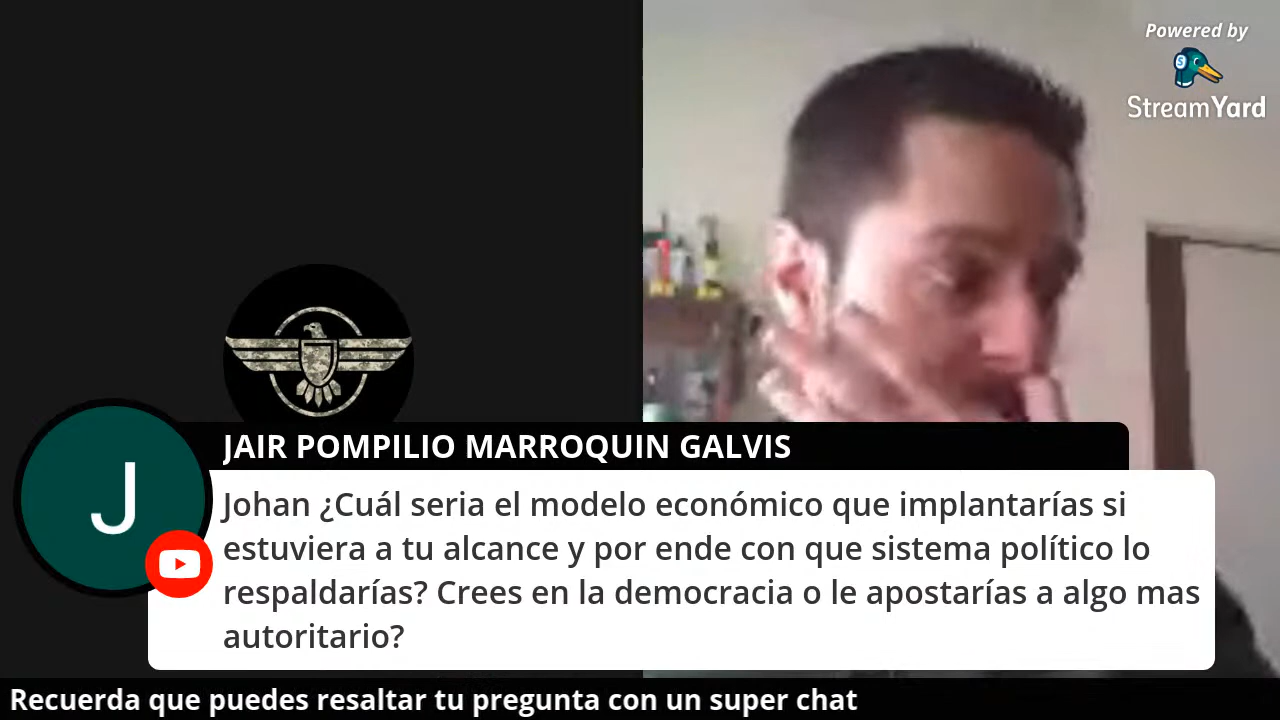 Powered by
StreamYard
JAIR POMPILIO MARROQUIN GALVIS
J
Johan ¿Cuál seria el modelo económico que implantarías si
estuviera a tu alcance y por ende con que sistema político lo
respaldarías? Crees en la democracia o le apostarías a algo mas
autoritario?
Recuerda que puedes resaltar tu pregunta con un super chat